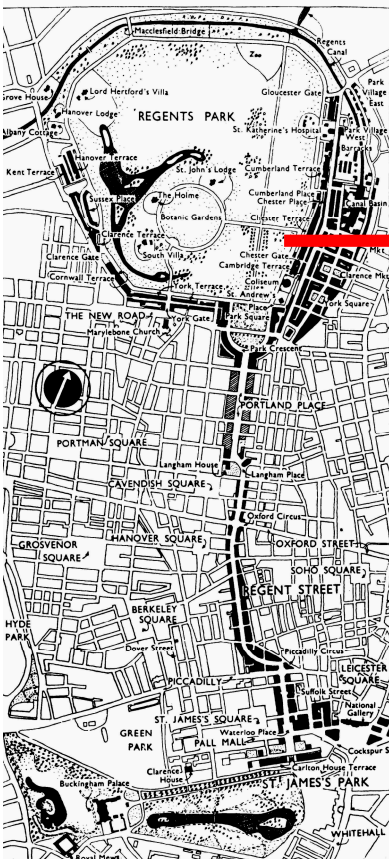 Macclesfield Bridge
Regents
Canal
Zoo
Park
Village
East
Grove House
Lord Hertford's Villa
Gloucester Gate
Hanover Lodge
REGENTS PARK
Albany Cottage
St. Katherine's Hospital
Park Village
West
Barracks
Hanover Terrace
Kent Terrace
St. John's Lodge
Cumberland Terrace
Sussex Place
The Holme
Cumberland Place
Chester Place
Canal Basin
Botanic Gardens
Chester Terrace
Clarence Terrace
Mkt
South Villa
Chester Gate
Clarence Gate
Cambridge Terrace
Clarence Mkt
Cornwall Terrace
Coliseum
York Terrace
St. Andrew's
Place
York Square
THE NEW ROAD
York Gate
Park Square
Marylebone Church
Park Crescent
PORTLAND PLACE
PORTMAN SQUARE
Langham House
Langham Place
CAVENDISH SQUARE
Oxford Circus
HANOVER SQUARE
OXFORD STREET
GROSVENOR
SQUARE
SOHO SQUARE
REGENT STREET
HYDE
PARK
BERKELEY
SQUARE
Dover Street
Piccadilly Circus
LEICESTER
SQUARE
PICCADILLY
Suffolk Street
National
Gallery
ST. JAMES'S SQUARE
GREEN
PARK
Waterloo Place
PALL MALL
Cockspur S
Clarence
House
Carlton House Terrace
Buckingham Palace
ST. JAMES'S PARK
WHITEHALL
Royal Mews